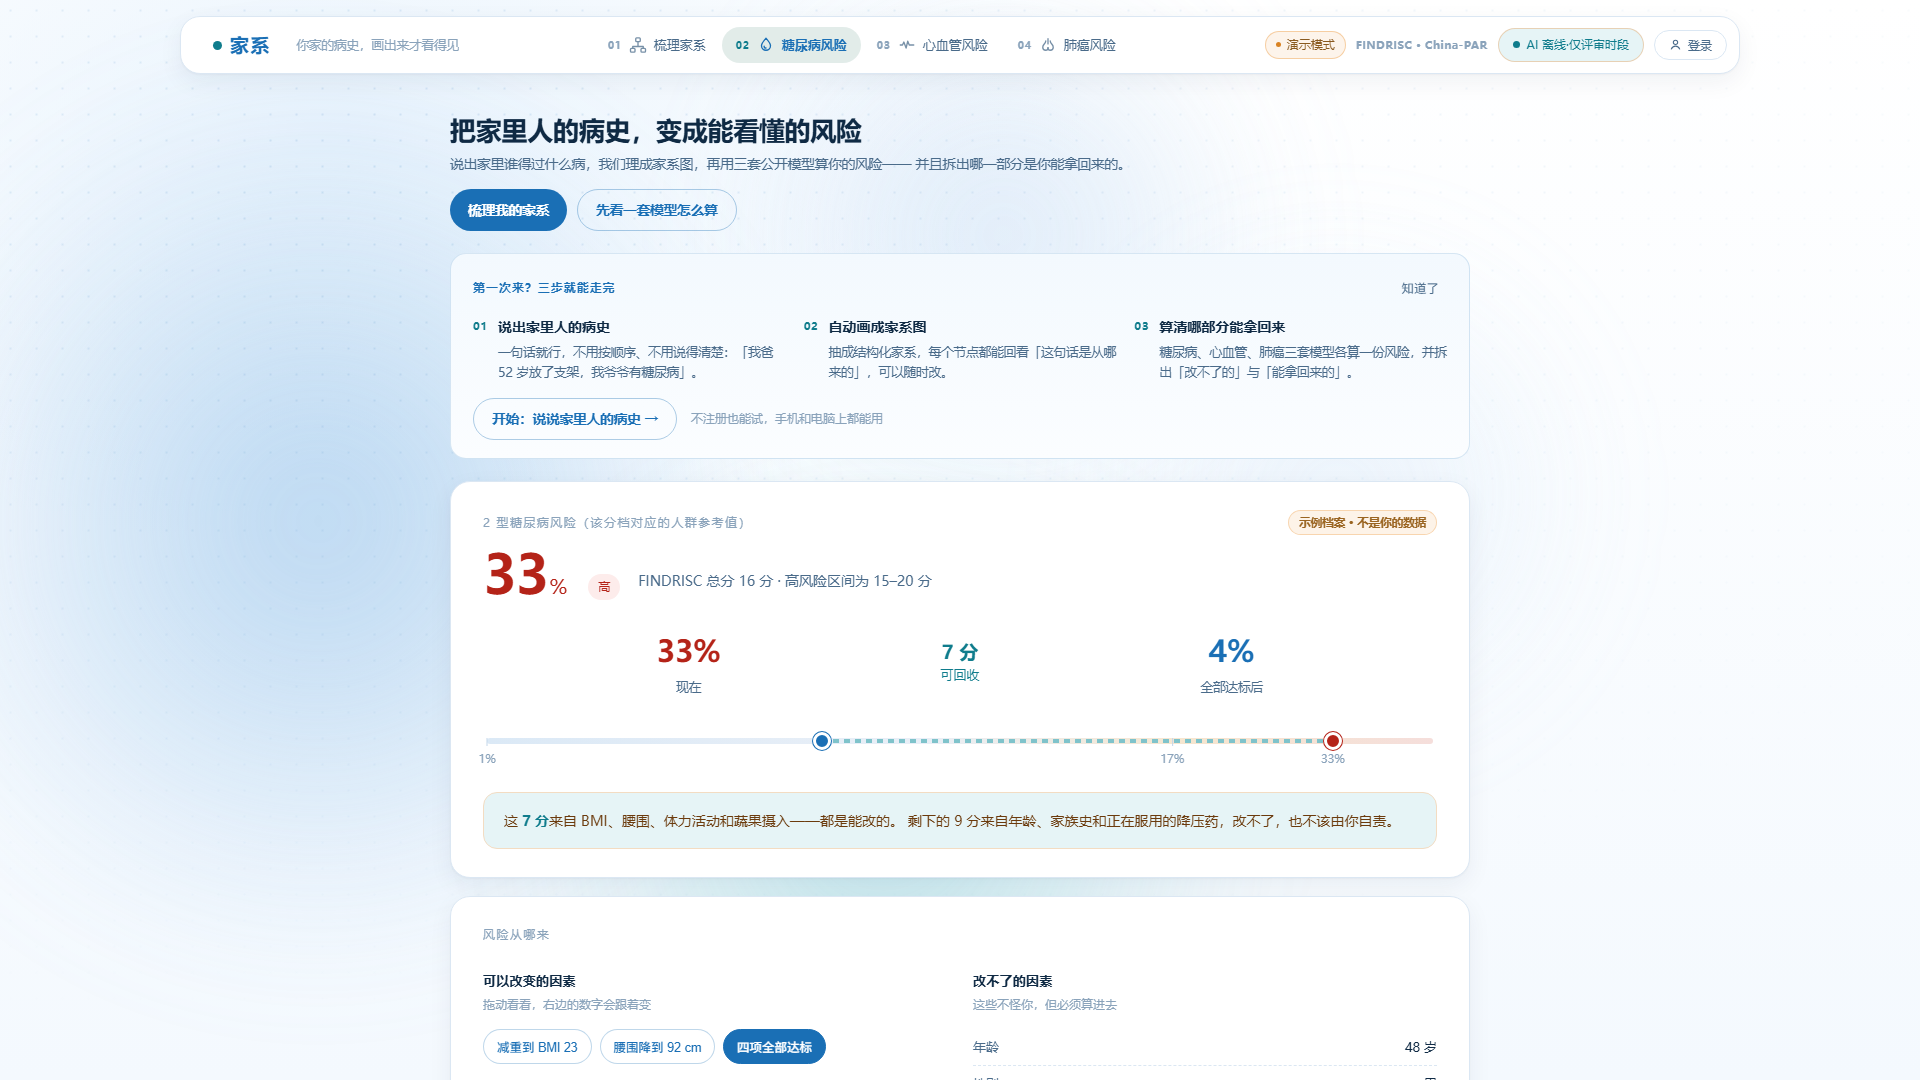 家系
你家的病史，画出来才看得见
01 梳理家系
02 糖尿病风险
03 心血管风险
04 肺癌风险
演示模式
FINDRISC • China-PAR
AI 离线·仅评审时段
登录
把家里人的病史，变成能看懂的风险
说出家里谁得过什么病，我们理成家系图，再用三套公开模型算你的风险—— 并且拆出哪一部分是你能拿回来的。
梳理我的家系
先看一套模型怎么算
第一次来？三步就能走完
知道了
01 说出家里人的病史
一句话就行，不用按顺序、不用说得清楚：「我爸
52 岁放了支架，我爷爷有糖尿病」。
02 自动画成家系图
抽成结构化家系，每个节点都能回看「这句话是从哪
来的」，可以随时改。
03 算清哪部分能拿回来
糖尿病、心血管、肺癌三套模型各算一份风险，并拆
出「改不了的」与「能拿回来的」。
开始：说说家里人的病史 →
不注册也能试，手机和电脑上都能用
2 型糖尿病风险（该分档对应的人群参考值）
示例档案 • 不是你的数据
33%
高
FINDRISC 总分 16 分 · 高风险区间为 15–20 分
33%
现在
7 分
可回收
4%
全部达标后
1%
17%
33%
这 7 分来自 BMI、腰围、体力活动和蔬果摄入——都是能改的。 剩下的 9 分来自年龄、家族史和正在服用的降压药，改不了，也不该由你自责。
风险从哪来
可以改变的因素
拖动看看，右边的数字会跟着变
减重到 BMI 23
腰围降到 92 cm
四项全部达标
改不了的因素
这些不怪你，但必须算进去
年龄
48 岁